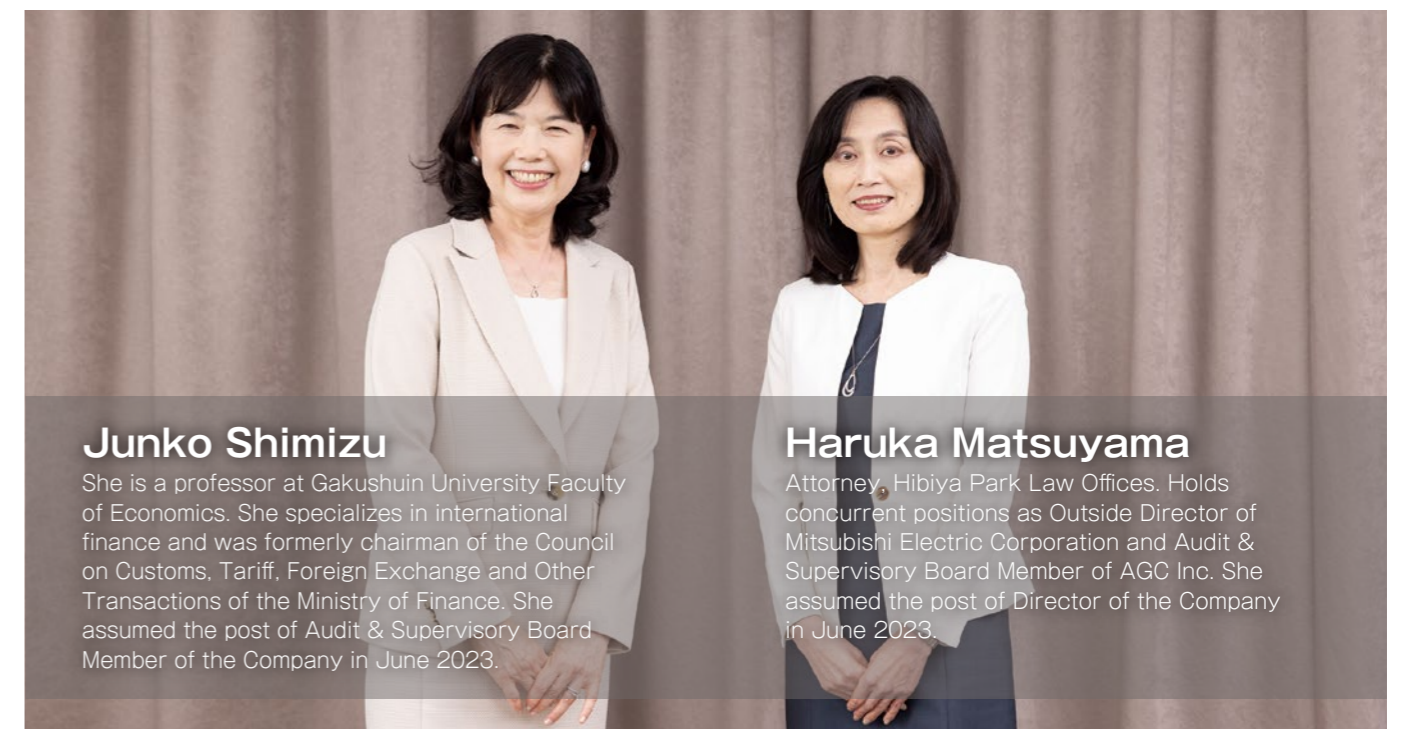 Junko Shimizu
She is a professor at Gakushuin University Faculty
of Economics. She specializes in international
finance and was formerly chairman of the Council
on Customs, Tariff, Foreign Exchange and Other
Transactions of the Ministry of Finance. She
assumed the post of Audit & Supervisory Board
Member of the Company in June 2023.
Haruka Matsuyama
Attorney, Hibiya Park Law Offices. Holds
concurrent positions as Outside Director of
Mitsubishi Electric Corporation and Audit &
Supervisory Board Member of AGC Inc. She
assumed the post of Director of the Company
in June 2023.